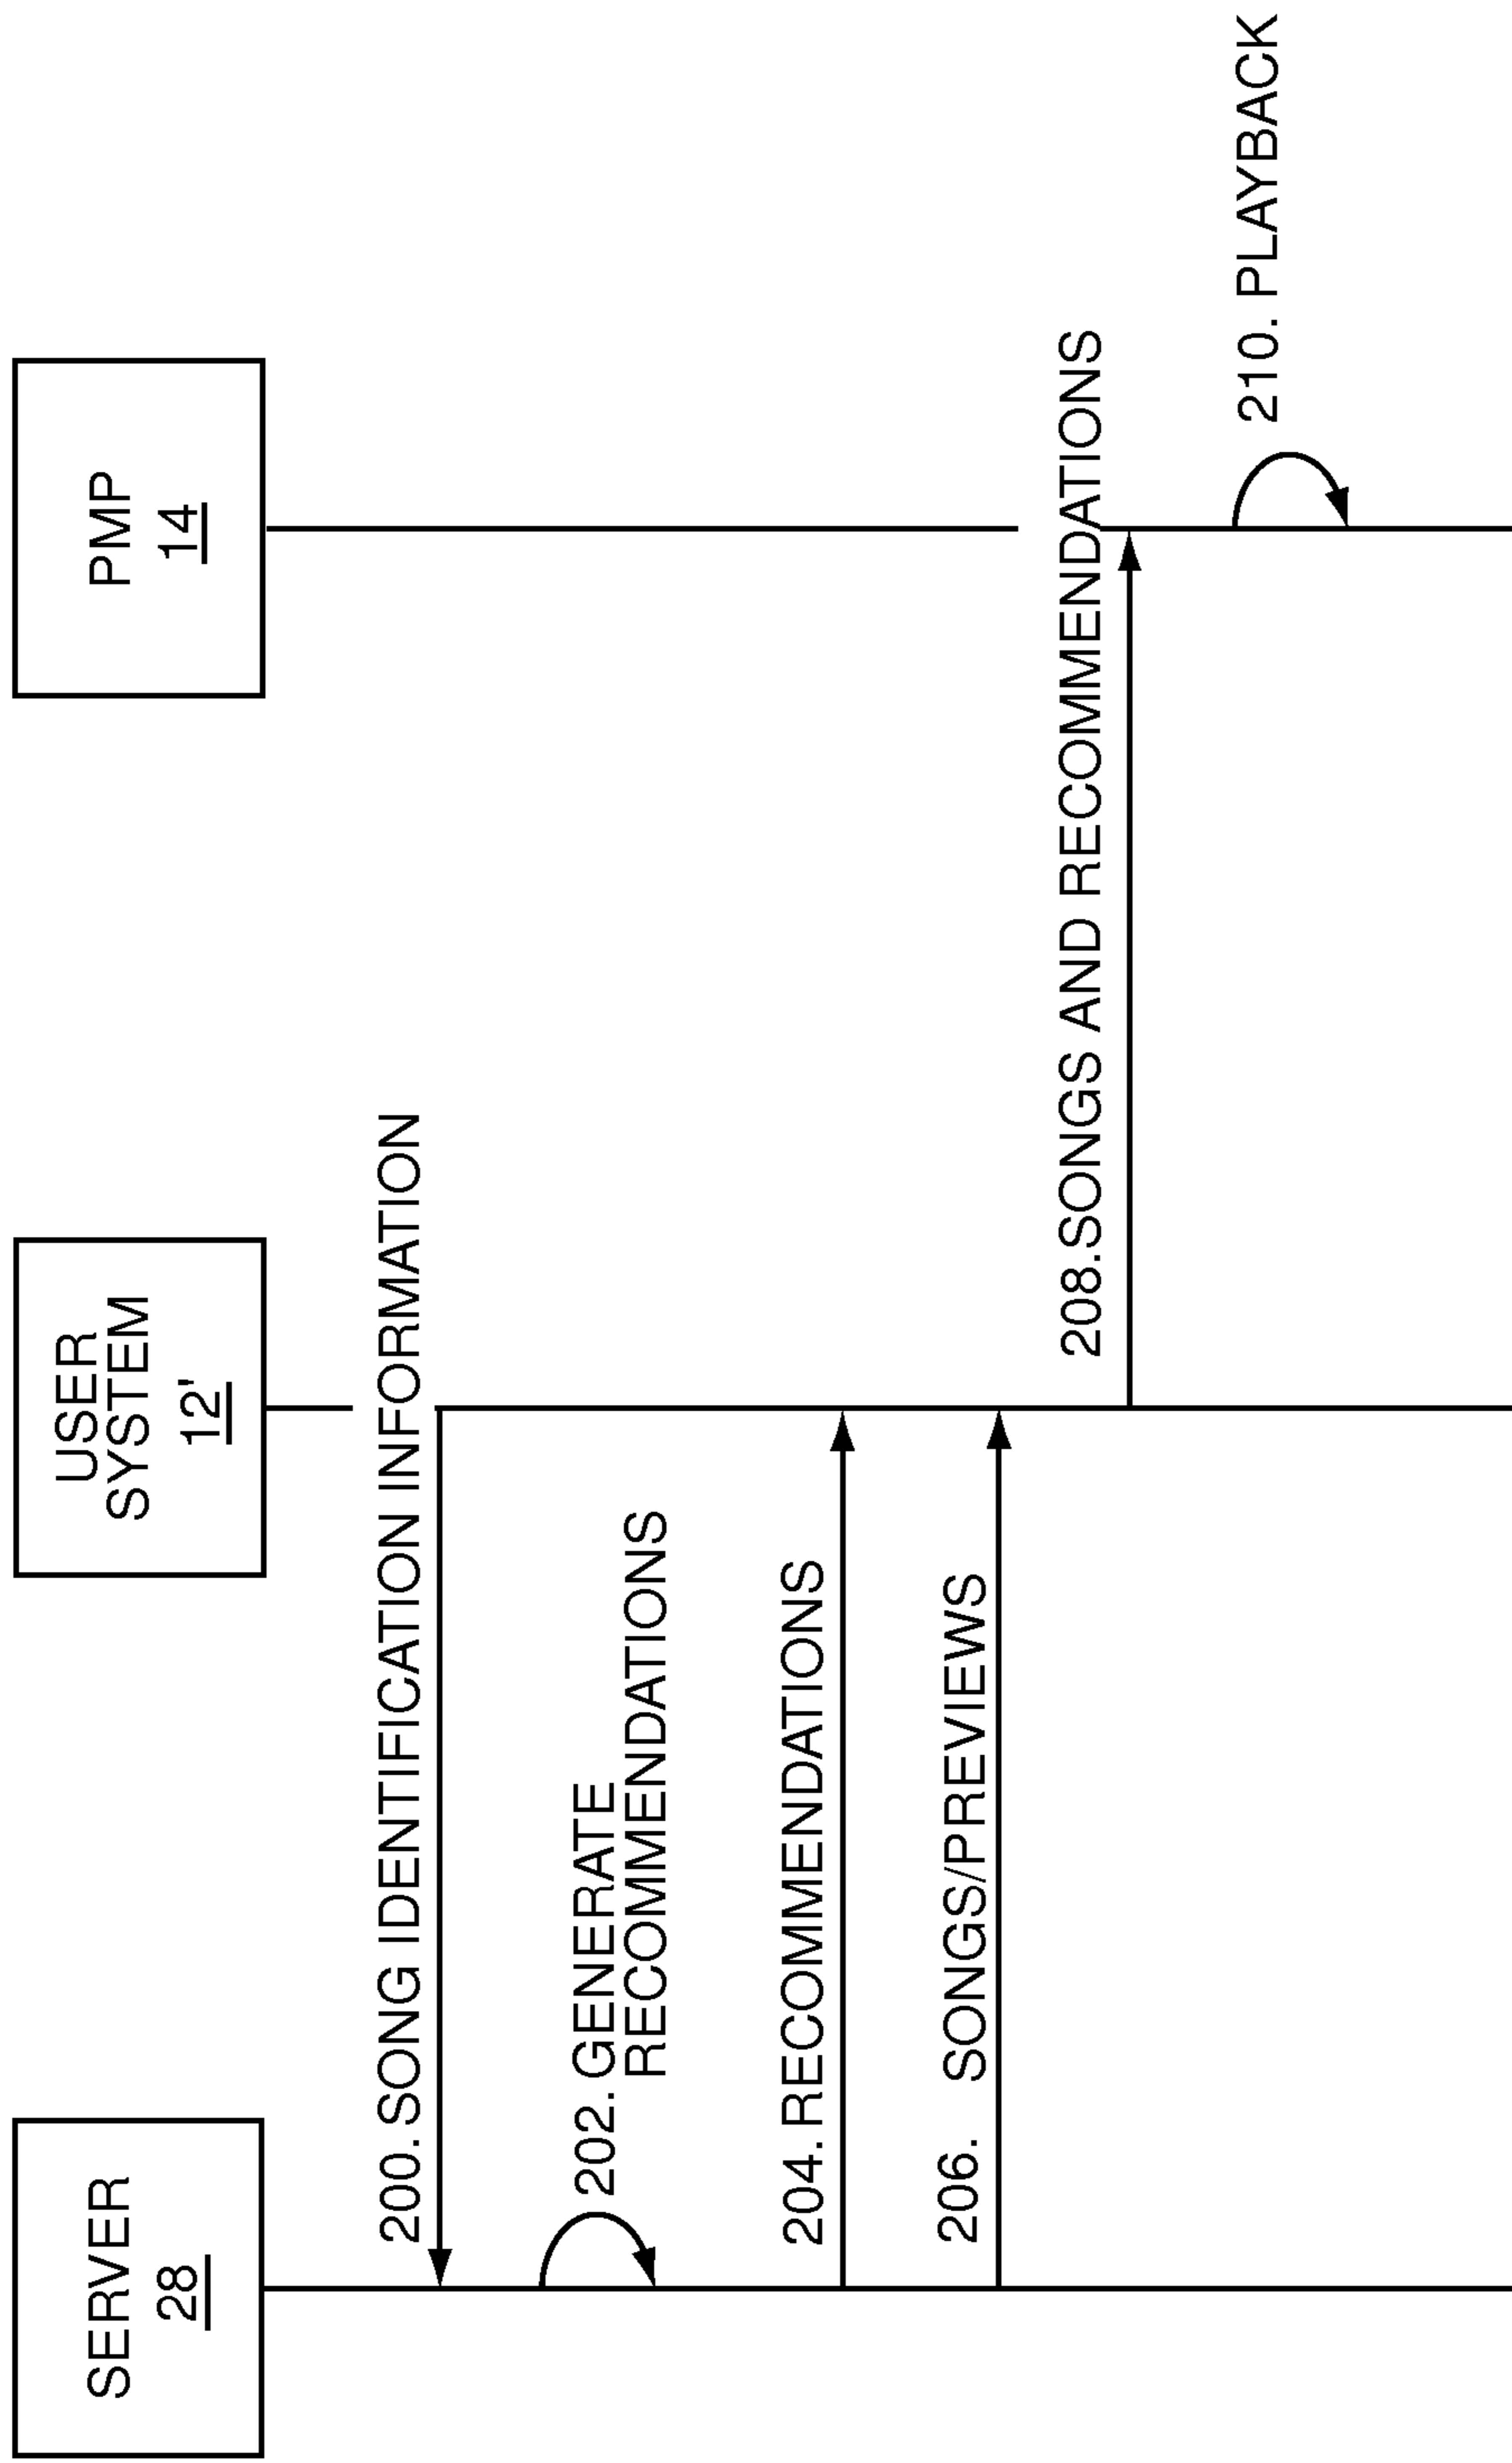 SERVER
28
USER
SYSTEM
12'
PMP
14
200. SONG IDENTIFICATION INFORMATION
202. GENERATE
RECOMMENDATIONS
204. RECOMMENDATIONS
206. SONGS/PREVIEWS
208.SONGS AND RECOMMENDATIONS
210. PLAYBACK